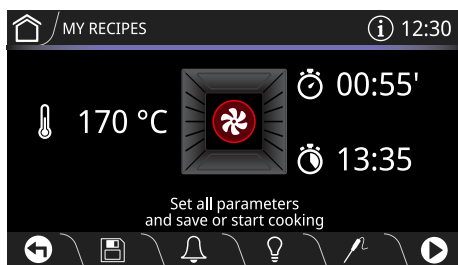 MY RECIPES
i 12:30
170 °C
00:55'
13:35
Set all parameters
and save or start cooking